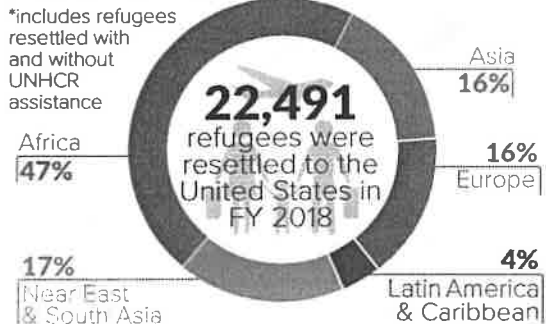 *includes refugees
resettled with
and without
UNHCR
assistance
22,491
refugees were
resettled to the
United States in
FY 2018
Asia
16%
16%
Europe
4%
Latin America
& Caribbean
17%
Near East
& South Asia
Africa
47%